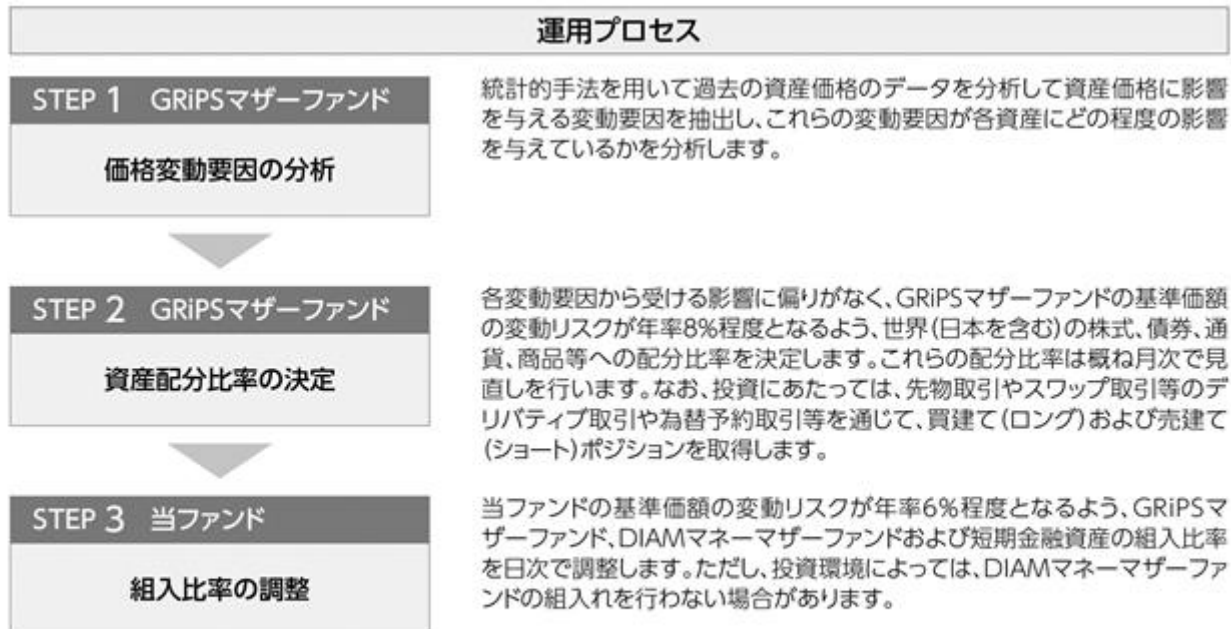 運用プロセス
STEP 1 GRiPSマザーファンド
価格変動要因の分析
統計的手法を用いて過去の資産価格のデータを分析して資産価格に影響
を与える変動要因を抽出し、これらの変動要因が各資産にどの程度の影響
を与えているかを分析します。
STEP 2 GRiPSマザーファンド
資産配分比率の決定
各変動要因から受ける影響に偏りがなく、GRiPSマザーファンドの基準価額
の変動リスクが年率8%程度となるよう、世界(日本を含む)の株式、債券、通
貨、商品等への配分比率を決定します。これらの配分比率は概ね月次で見
直しを行います。なお、投資にあたっては、先物取引やスワップ取引等のデ
リバティブ取引や為替予約取引等を通じて、買建て(ロング)および売建て
(ショート)ポジションを取得します。
STEP 3 当ファンド
組入比率の調整
当ファンドの基準価額の変動リスクが年率6%程度となるよう、GRiPSマ
ザーファンド、DIAMマネーマザーファンドおよび短期金融資産の組入比率
を日次で調整します。ただし、投資環境によっては、DIAMマネーマザーファ
ンドの組入れを行わない場合があります。